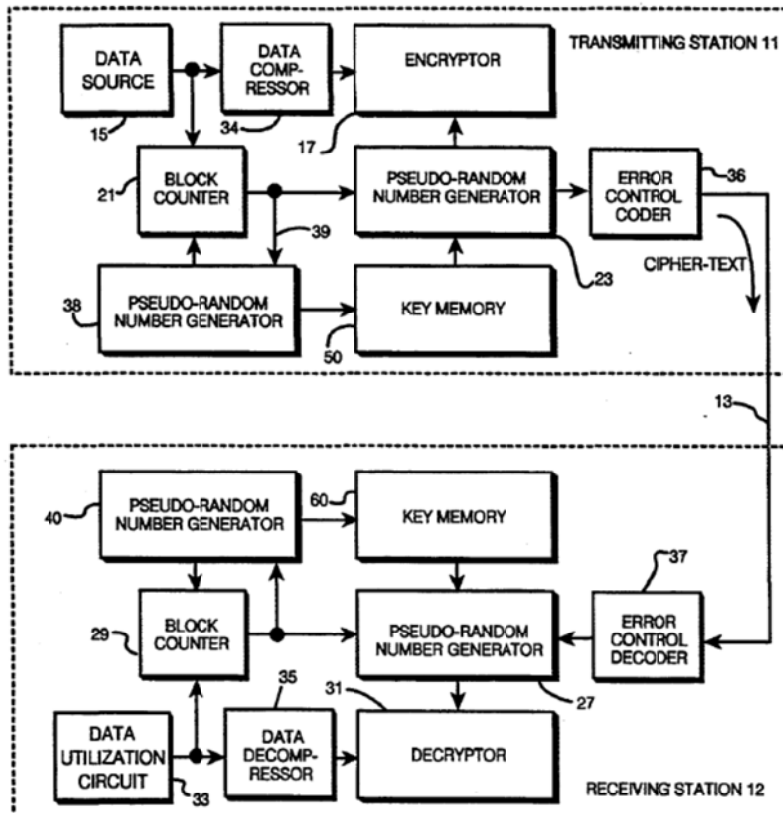 DATA
SOURCE
15
DATA
COMP-
RESSOR
34
ENCRYPTOR
17
TRANSMITTING STATION 11
21
BLOCK
COUNTER
39
PSEUDO-RANDOM
NUMBER GENERATOR
23
ERROR
CONTROL
CODER
36
CIPHER-TEXT
38
PSEUDO-RANDOM
NUMBER GENERATOR
KEY MEMORY
50
13
40
PSEUDO-RANDOM
NUMBER GENERATOR
60
KEY MEMORY
29
BLOCK
COUNTER
PSEUDO-RANDOM
NUMBER GENERATOR
27
37
ERROR
CONTROL
DECODER
DATA
UTILIZATION
CIRCUIT
33
35
DATA
DECOMP-
RESSOR
31
DECRYPTOR
RECEIVING STATION 12